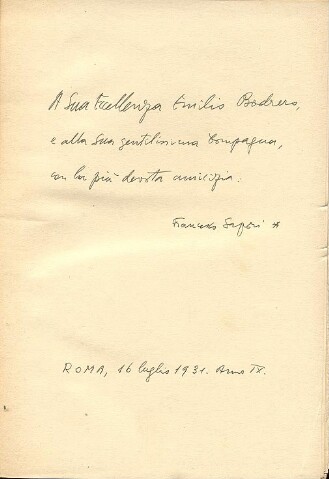 A Sua Eccellenza Emilio Bodrero,
e alla Sua gentilissima Compagna,
con la più devota amicizia.
Francesco Sapori
ROMA, 16 luglio 1931. Anno IX.